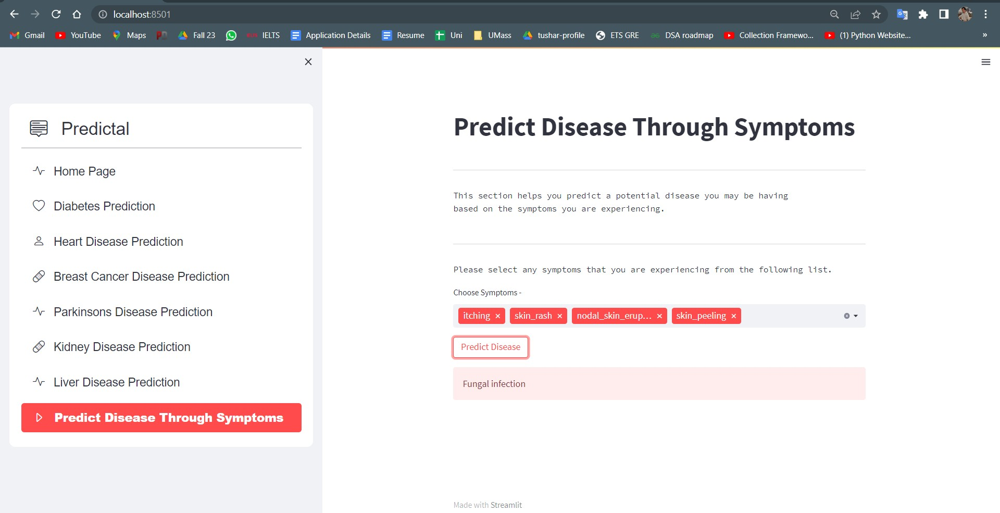 localhost:8501
Gmail YouTube Maps Fall 23 IELTS Application Details Resume Uni UMass tushar-profile ETS GRE DSA roadmap Collection Framewo... (1) Python Website... »
Predictal
Home Page
Diabetes Prediction
Heart Disease Prediction
Breast Cancer Disease Prediction
Parkinsons Disease Prediction
Kidney Disease Prediction
Liver Disease Prediction
Predict Disease Through Symptoms
Predict Disease Through Symptoms
This section helps you predict a potential disease you may be having
based on the symptoms you are experiencing.
Please select any symptoms that you are experiencing from the following list.
Choose Symptoms -
itching skin_rash nodal_skin_erup... skin_peeling
Predict Disease
Fungal infection
Made with Streamlit